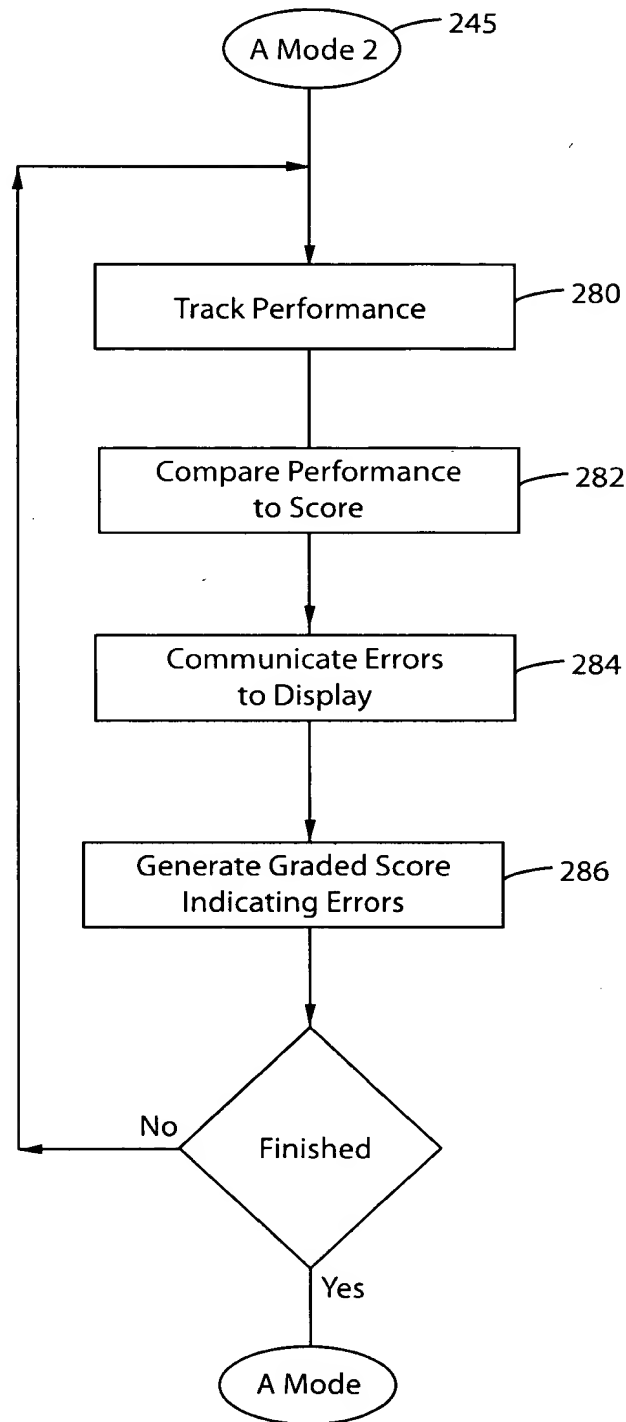 A Mode 2
245
Track Performance
280
Compare Performance
to Score
282
Communicate Errors
to Display
284
Generate Graded Score
Indicating Errors
286
No
Finished
Yes
A Mode